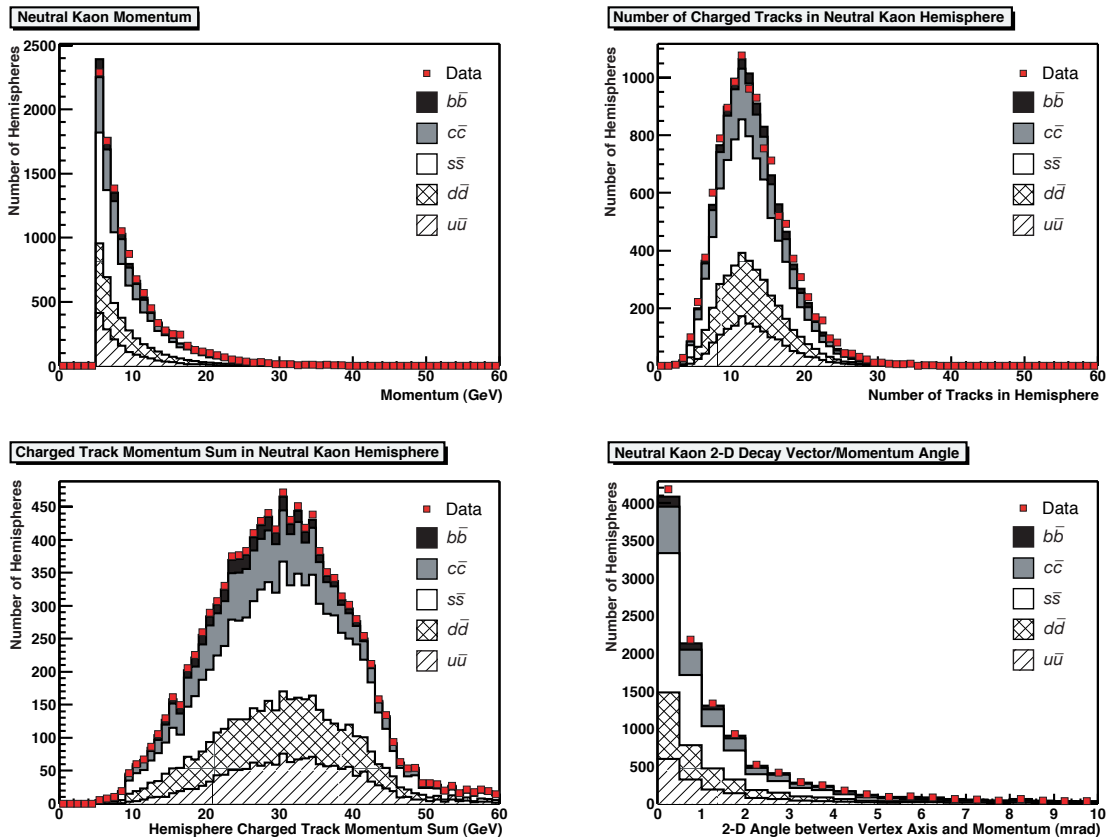 Neutral Kaon Momentum
Number of Hemispheres
2500
2000
1500
1000
500
0
0 10 20 30 40 50 60
Momentum (GeV)
Data
bb̅
cc̅
ss̅
dd̅
uu̅
Number of Charged Tracks in Neutral Kaon Hemisphere
Number of Hemispheres
1000
800
600
400
200
0
0 10 20 30 40 50 60
Number of Tracks in Hemisphere
Data
bb̅
cc̅
ss̅
dd̅
uu̅
Charged Track Momentum Sum in Neutral Kaon Hemisphere
Number of Hemispheres
450
400
350
300
250
200
150
100
50
0
0 10 20 30 40 50 60
Hemisphere Charged Track Momentum Sum (GeV)
Data
bb̅
cc̅
ss̅
dd̅
uu̅
Neutral Kaon 2-D Decay Vector/Momentum Angle
Number of Hemispheres
4000
3500
3000
4000
2000
1500
1000
500
0
0 1 2 3 4 5 6 7 8 9 10
2-D Angle between Vertex Axis and Momentum (mrad)
Data
bb̅
cc̅
ss̅
dd̅
uu̅